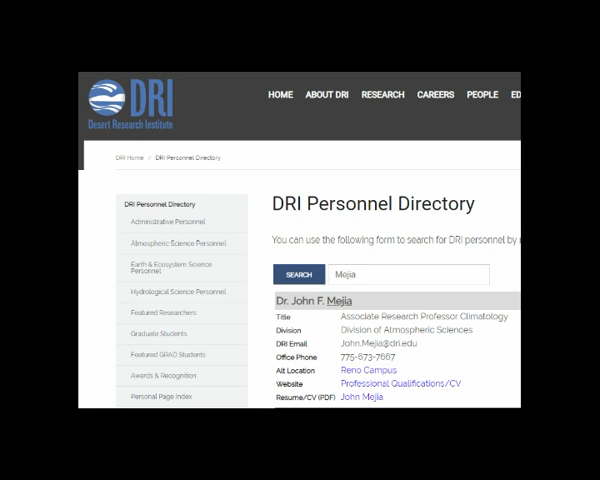 DRI
Desert Research Institute
HOME ABOUT DRI RESEARCH CAREERS PEOPLE ED
DRI Home / DRI Personnel Directory
DRI Personnel Directory
Administrative Personnel
Atmospheric Science Personnel
Earth & Ecosystem Science
Personnel
Hydrological Science Personnel
Featured Researchers
Graduate Students
Featured GRAD Students
Awards & Recognition
Personal Page Index
DRI Personnel Directory
You can use the following form to search for DRI personnel by
SEARCH Mejia
Dr. John F. Mejia
Title Associate Research Professor Climatology
Division Division of Atmospheric Sciences
DRI Email John.Mejia@dri.edu
Office Phone 775-673-7667
Alt Location Reno Campus
Website Professional Qualifications/CV
Resume/CV (PDF) John Mejia